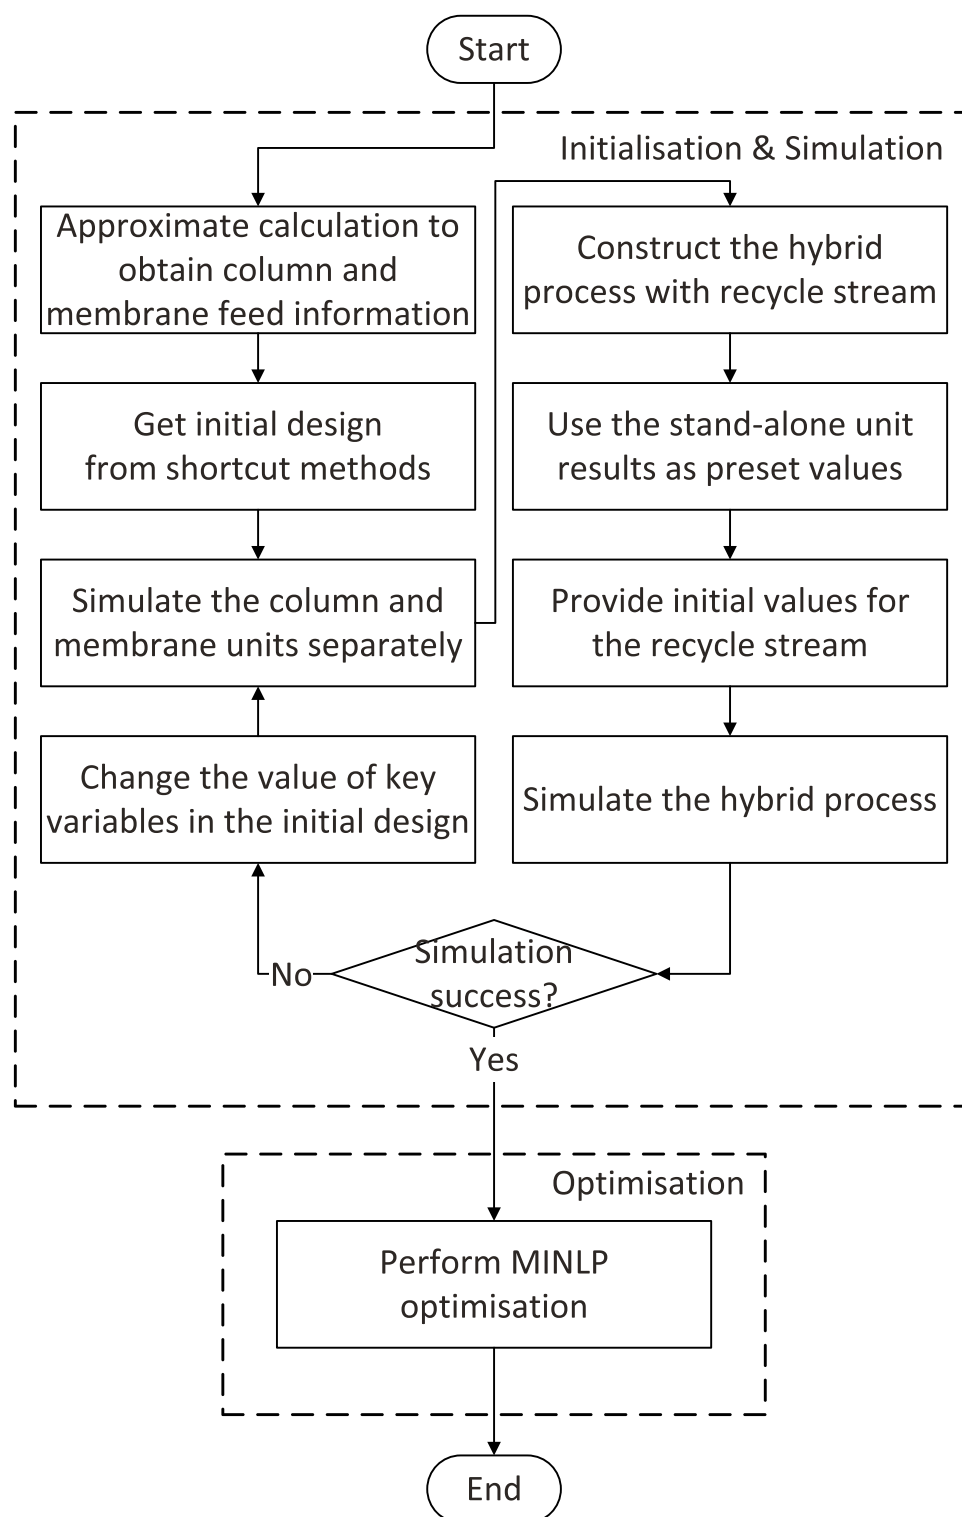 Start
Initialisation & Simulation
Approximate calculation to
obtain column and
membrane feed information
Get initial design
from shortcut methods
Simulate the column and
membrane units separately
Change the value of key
variables in the initial design
Construct the hybrid
process with recycle stream
Use the stand-alone unit
results as preset values
Provide initial values for
the recycle stream
Simulate the hybrid process
Simulation
success?
No
Yes
Optimisation
Perform MINLP
optimisation
End